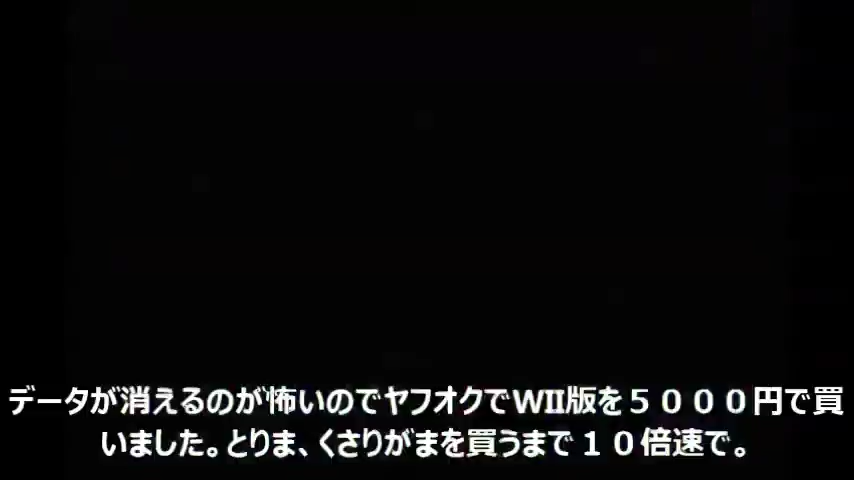 データが消えるのが怖いのでヤフオクでWII版を５０００円で買
いました。とりま、くさりがまを買うまで１０倍速で。